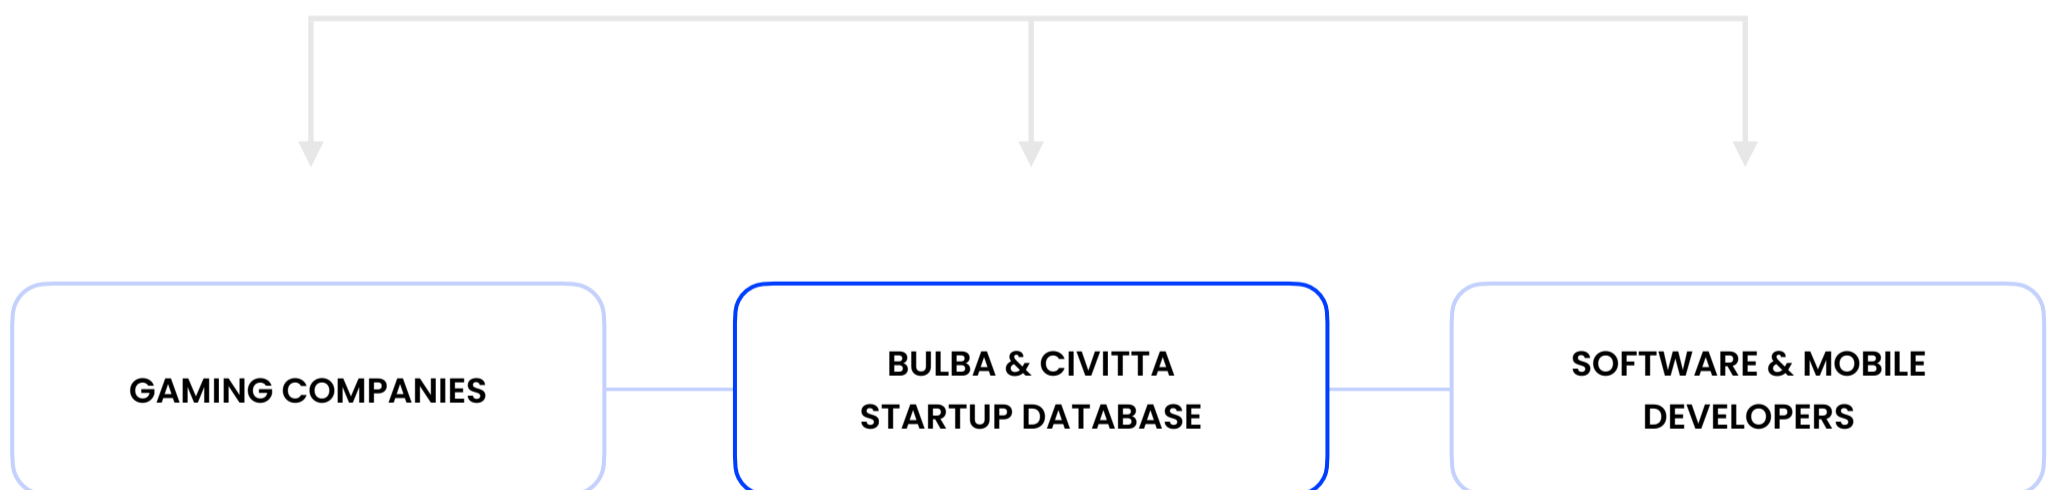 GAMING COMPANIES
BULBA & CIVITTA
STARTUP DATABASE
SOFTWARE & MOBILE
DEVELOPERS